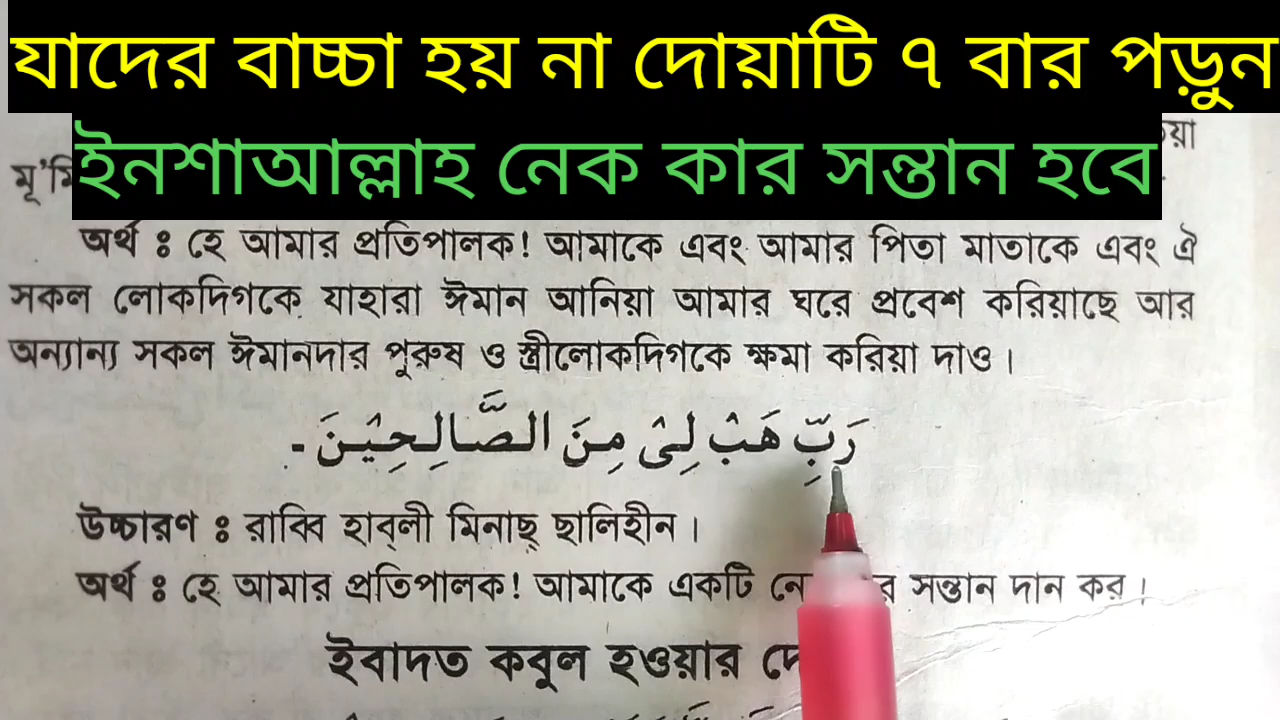 যাদের বাচ্চা হয় না দোয়াটি ৭ বার পড়ুন
ইনশাআল্লাহ নেক কার সন্তান হবে
অর্থ ঃ হে আমার প্রতিপালক! আমাকে এবং আমার পিতা মাতাকে এবং ঐ
সকল লোকদিগকে যাহারা ঈমান আনিয়া আমার ঘরে প্রবেশ করিয়াছে আর
অন্যান্য সকল ঈমানদার পুরুষ ও স্ত্রীলোকদিগকে ক্ষমা করিয়া দাও।
رَبِّ هَبْ لِىْ مِنَ الصَّالِحِيْنَ -
উচ্চারণ ঃ রাব্বি হাব্‌লী মিনাছ্ ছালিহীন।
অর্থ ঃ হে আমার প্রতিপালক! আমাকে একটি সন্তান দান কর।
ইবাদত কবুল হওয়ার